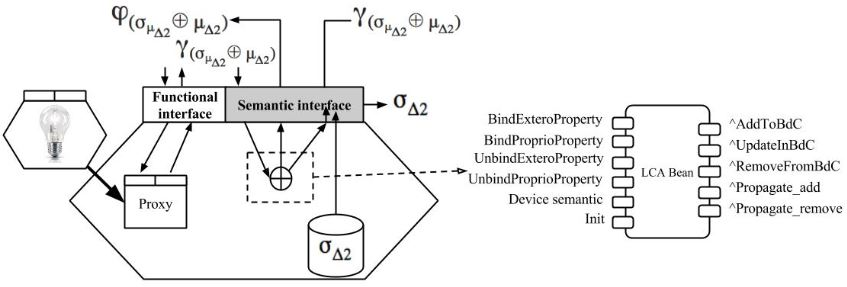 φ(σμΔ2⊕ μΔ2)
γ(σμΔ2⊕ μΔ2)
γ(σμΔ2⊕ μΔ2)
Functional
interface
Semantic interface
σΔ2
Proxy
⊕
σΔ2
BindExteroProperty
BindProprioProperty
UnbindExteroProperty
UnbindProprioProperty
Device semantic
Init
LCA Bean
^AddToBdC
^UpdateInBdC
^RemoveFromBdC
^Propagate_add
^Propagate_remove